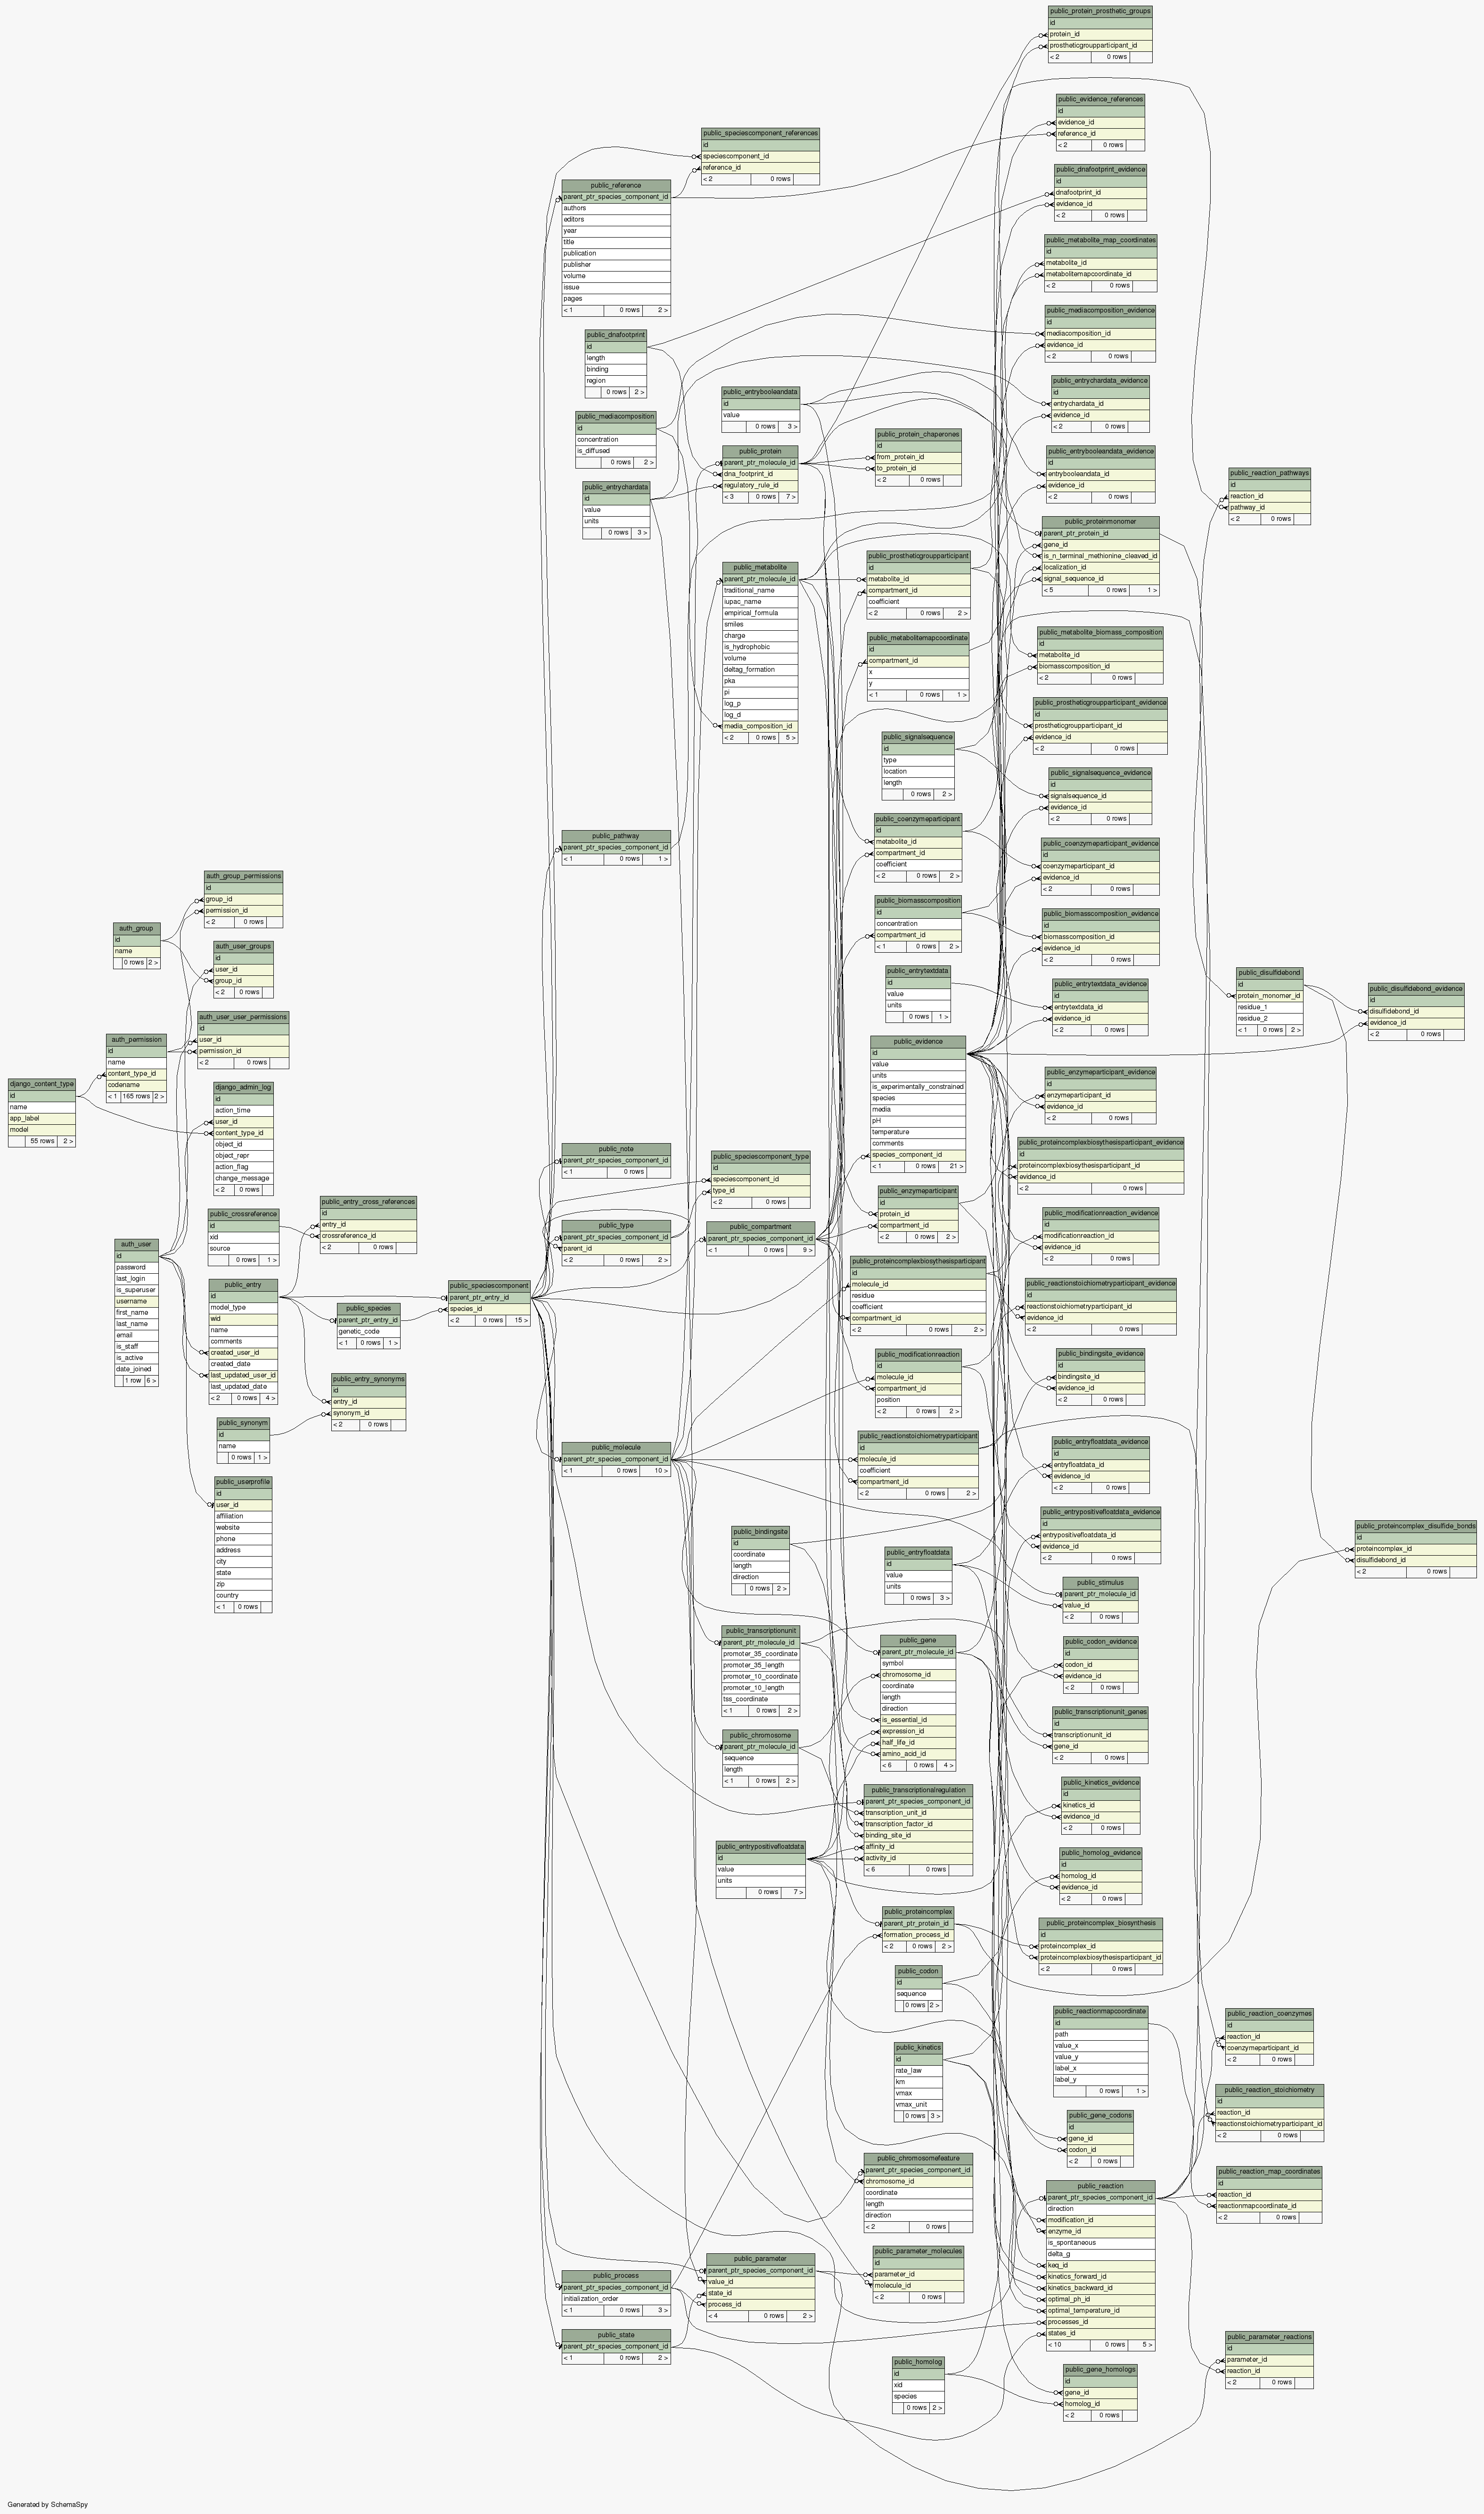 public_protein_prosthetic_groups
id
protein_id
prostheticgroupparticipant_id
< 2 0 rows
public_evidence_references
id
evidence_id
reference_id
< 2 0 rows
public_speciescomponent_references
id
speciescomponent_id
reference_id
< 2 0 rows
public_dnafootprint_evidence
id
dnafootprint_id
evidence_id
< 2 0 rows
public_reference
parent_ptr_species_component_id
authors
editors
year
title
publication
publisher
volume
issue
pages
< 1 0 rows 2 >
public_metabolite_map_coordinates
id
metabolite_id
metabolitemapcoordinate_id
< 2 0 rows
public_mediacomposition_evidence
id
mediacomposition_id
evidence_id
< 2 0 rows
public_dnafootprint
id
length
binding
region
0 rows 2 >
public_entrychardata_evidence
id
entrychardata_id
evidence_id
< 2 0 rows
public_entrybooleandata
id
value
0 rows 3 >
public_mediacomposition
id
concentration
is_diffused
0 rows 2 >
public_protein_chaperones
id
from_protein_id
to_protein_id
< 2 0 rows
public_protein
parent_ptr_molecule_id
dna_footprint_id
regulatory_rule_id
< 3 0 rows 7 >
public_entrybooleandata_evidence
id
entrybooleandata_id
evidence_id
< 2 0 rows
public_reaction_pathways
id
reaction_id
pathway_id
< 2 0 rows
public_entrychardata
id
value
units
0 rows 3 >
public_proteinmonomer
parent_ptr_protein_id
gene_id
is_n_terminal_methionine_cleaved_id
localization_id
signal_sequence_id
< 5 0 rows 1 >
public_prostheticgroupparticipant
id
metabolite_id
compartment_id
coefficient
< 2 0 rows 2 >
public_metabolite
parent_ptr_molecule_id
traditional_name
iupac_name
empirical_formula
smiles
charge
is_hydrophobic
volume
deltag_formation
pka
pi
log_p
log_d
media_composition_id
< 2 0 rows 5 >
public_metabolite_biomass_composition
id
metabolite_id
biomasscomposition_id
< 2 0 rows
public_metabolitemapcoordinate
id
compartment_id
x
y
< 1 0 rows 1 >
public_prostheticgroupparticipant_evidence
id
prostheticgroupparticipant_id
evidence_id
< 2 0 rows
public_signalsequence
id
type
location
length
0 rows 2 >
public_signalsequence_evidence
id
signalsequence_id
evidence_id
< 2 0 rows
public_coenzymeparticipant
id
metabolite_id
compartment_id
coefficient
< 2 0 rows 2 >
public_pathway
parent_ptr_species_component_id
< 1 0 rows 1 >
public_coenzymeparticipant_evidence
id
coenzymeparticipant_id
evidence_id
< 2 0 rows
auth_group_permissions
id
group_id
permission_id
< 2 0 rows
public_biomasscomposition
id
concentration
compartment_id
< 1 0 rows 2 >
public_biomasscomposition_evidence
id
biomasscomposition_id
evidence_id
< 2 0 rows
auth_group
id
name
0 rows 2 >
auth_user_groups
id
user_id
group_id
< 2 0 rows
public_entrytextdata
id
value
units
0 rows 1 >
public_entrytextdata_evidence
id
entrytextdata_id
evidence_id
< 2 0 rows
public_disulfidebond
id
protein_monomer_id
residue_1
residue_2
< 1 0 rows 2 >
public_disulfidebond_evidence
id
disulfidebond_id
evidence_id
< 2 0 rows
auth_user_user_permissions
id
user_id
permission_id
< 2 0 rows
auth_permission
id
name
content_type_id
codename
< 1 165 rows 2 >
public_evidence
id
value
units
is_experimentally_constrained
species
media
pH
temperature
comments
species_component_id
< 1 0 rows 21 >
public_enzymeparticipant_evidence
id
enzymeparticipant_id
evidence_id
< 2 0 rows
django_content_type
id
name
app_label
model
55 rows 2 >
django_admin_log
id
action_time
user_id
content_type_id
object_id
object_repr
action_flag
change_message
< 2 0 rows
public_proteincomplexbiosythesisparticipant_evidence
id
proteincomplexbiosythesisparticipant_id
evidence_id
< 2 0 rows
public_note
parent_ptr_species_component_id
< 1 0 rows
public_speciescomponent_type
id
speciescomponent_id
type_id
< 2 0 rows
public_enzymeparticipant
id
protein_id
compartment_id
< 2 0 rows 2 >
public_entry_cross_references
id
entry_id
crossreference_id
< 2 0 rows
public_crossreference
id
xid
source
0 rows 1 >
public_type
parent_ptr_species_component_id
parent_id
< 2 0 rows 2 >
public_compartment
parent_ptr_species_component_id
< 1 0 rows 9 >
public_modificationreaction_evidence
id
modificationreaction_id
evidence_id
< 2 0 rows
auth_user
id
password
last_login
is_superuser
username
first_name
last_name
email
is_staff
is_active
date_joined
1 row 6 >
public_proteincomplexbiosythesisparticipant
id
molecule_id
residue
coefficient
compartment_id
< 2 0 rows 2 >
public_entry
id
model_type
wid
name
comments
created_user_id
created_date
last_updated_user_id
last_updated_date
< 2 0 rows 4 >
public_speciescomponent
parent_ptr_entry_id
species_id
< 2 0 rows 15 >
public_reactionstoichiometryparticipant_evidence
id
reactionstoichiometryparticipant_id
evidence_id
< 2 0 rows
public_species
parent_ptr_entry_id
genetic_code
< 1 0 rows 1 >
public_modificationreaction
id
molecule_id
compartment_id
position
< 2 0 rows 2 >
public_bindingsite_evidence
id
bindingsite_id
evidence_id
< 2 0 rows
public_entry_synonyms
id
entry_id
synonym_id
< 2 0 rows
public_synonym
id
name
0 rows 1 >
public_reactionstoichiometryparticipant
id
molecule_id
coefficient
compartment_id
< 2 0 rows 2 >
public_molecule
parent_ptr_species_component_id
< 1 0 rows 10 >
public_entryfloatdata_evidence
id
entryfloatdata_id
evidence_id
< 2 0 rows
public_userprofile
id
user_id
affiliation
website
phone
address
city
state
zip
country
< 1 0 rows
public_entrypositivefloatdata_evidence
id
entrypositivefloatdata_id
evidence_id
< 2 0 rows
public_proteincomplex_disulfide_bonds
id
proteincomplex_id
disulfidebond_id
< 2 0 rows
public_bindingsite
id
coordinate
length
direction
0 rows 2 >
public_entryfloatdata
id
value
units
0 rows 3 >
public_stimulus
parent_ptr_molecule_id
value_id
< 2 0 rows
public_transcriptionunit
parent_ptr_molecule_id
promoter_35_coordinate
promoter_35_length
promoter_10_coordinate
promoter_10_length
tss_coordinate
< 1 0 rows 2 >
public_gene
parent_ptr_molecule_id
symbol
chromosome_id
coordinate
length
direction
is_essential_id
expression_id
half_life_id
amino_acid_id
< 6 0 rows 4 >
public_codon_evidence
id
codon_id
evidence_id
< 2 0 rows
public_transcriptionunit_genes
id
transcriptionunit_id
gene_id
< 2 0 rows
public_chromosome
parent_ptr_molecule_id
sequence
length
< 1 0 rows 2 >
public_kinetics_evidence
id
kinetics_id
evidence_id
< 2 0 rows
public_transcriptionalregulation
parent_ptr_species_component_id
transcription_unit_id
transcription_factor_id
binding_site_id
affinity_id
activity_id
< 6 0 rows
public_entrypositivefloatdata
id
value
units
0 rows 7 >
public_homolog_evidence
id
homolog_id
evidence_id
< 2 0 rows
public_proteincomplex
parent_ptr_protein_id
formation_process_id
< 2 0 rows 2 >
public_proteincomplex_biosynthesis
id
proteincomplex_id
proteincomplexbiosythesisparticipant_id
< 2 0 rows
public_codon
id
sequence
0 rows 2 >
public_reactionmapcoordinate
id
path
value_x
value_y
label_x
label_y
0 rows 1 >
public_reaction_coenzymes
id
reaction_id
coenzymeparticipant_id
< 2 0 rows
public_kinetics
id
rate_law
km
vmax
vmax_unit
0 rows 3 >
public_reaction_stoichiometry
id
reaction_id
reactionstoichiometryparticipant_id
< 2 0 rows
public_gene_codons
id
gene_id
codon_id
< 2 0 rows
public_chromosomefeature
parent_ptr_species_component_id
chromosome_id
coordinate
length
direction
< 2 0 rows
public_reaction_map_coordinates
id
reaction_id
reactionmapcoordinate_id
< 2 0 rows
public_reaction
parent_ptr_species_component_id
direction
modification_id
enzyme_id
is_spontaneous
delta_g
keq_id
kinetics_forward_id
kinetics_backward_id
optimal_ph_id
optimal_temperature_id
processes_id
states_id
< 10 0 rows 5 >
public_parameter_molecules
id
parameter_id
molecule_id
< 2 0 rows
public_parameter
parent_ptr_species_component_id
value_id
state_id
process_id
< 4 0 rows 2 >
public_process
parent_ptr_species_component_id
initialization_order
< 1 0 rows 3 >
public_state
parent_ptr_species_component_id
< 1 0 rows 2 >
public_parameter_reactions
id
parameter_id
reaction_id
< 2 0 rows
public_homolog
id
xid
species
0 rows 2 >
public_gene_homologs
id
gene_id
homolog_id
< 2 0 rows
Generated by SchemaSpy